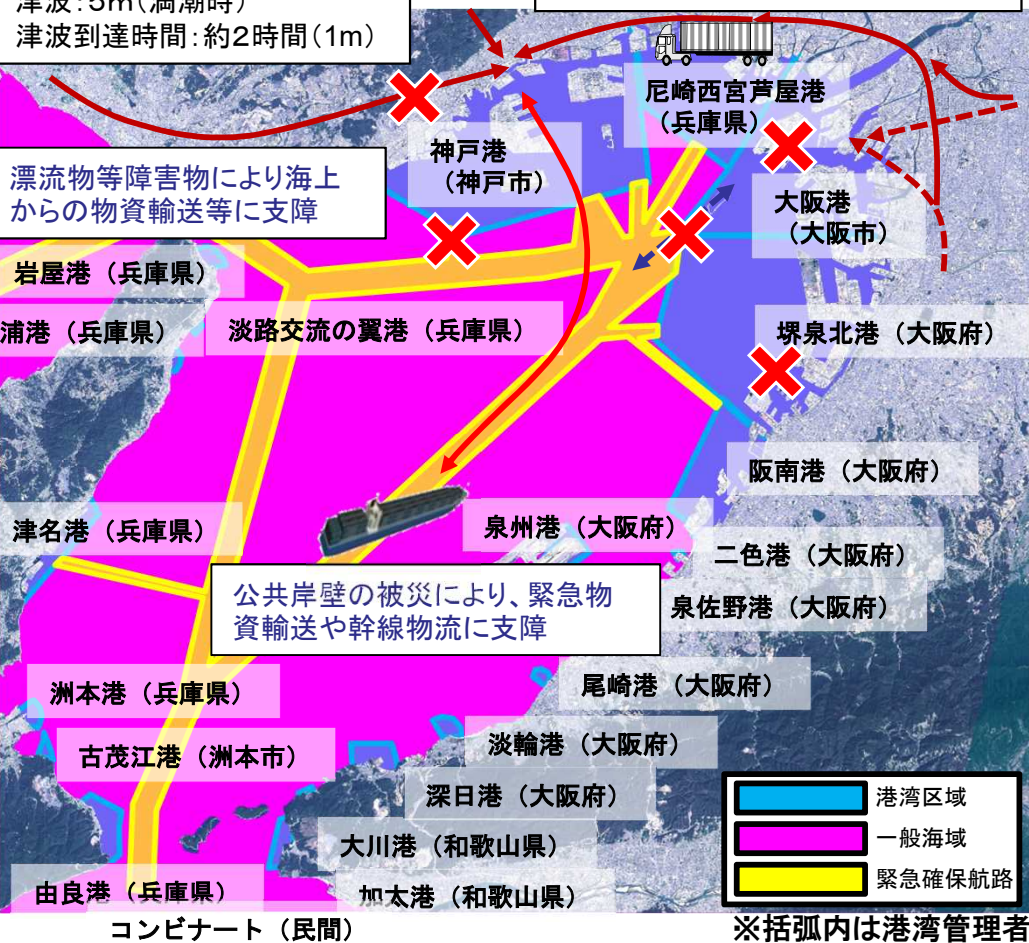 津波:5m(満潮時)
津波到達時間:約2時間(1m)
尼崎西宮芦屋港
(兵庫県)
神戸港
(神戸市)
漂流物等障害物により海上
からの物資輸送等に支障
大阪港
(大阪市)
岩屋港(兵庫県)
浦港(兵庫県)
淡路交流の翼港(兵庫県)
堺泉北港(大阪府)
阪南港(大阪府)
津名港(兵庫県)
泉州港(大阪府)
二色港(大阪府)
公共岸壁の被災により、緊急物
資輸送や幹線物流に支障
泉佐野港(大阪府)
洲本港(兵庫県)
尾崎港(大阪府)
古茂江港(洲本市)
淡輪港(大阪府)
深日港(大阪府)
大川港(和歌山県)
由良港(兵庫県)
加太港(和歌山県)
港湾区域
一般海域
緊急確保航路
コンビナート(民間)
※括弧内は港湾管理者